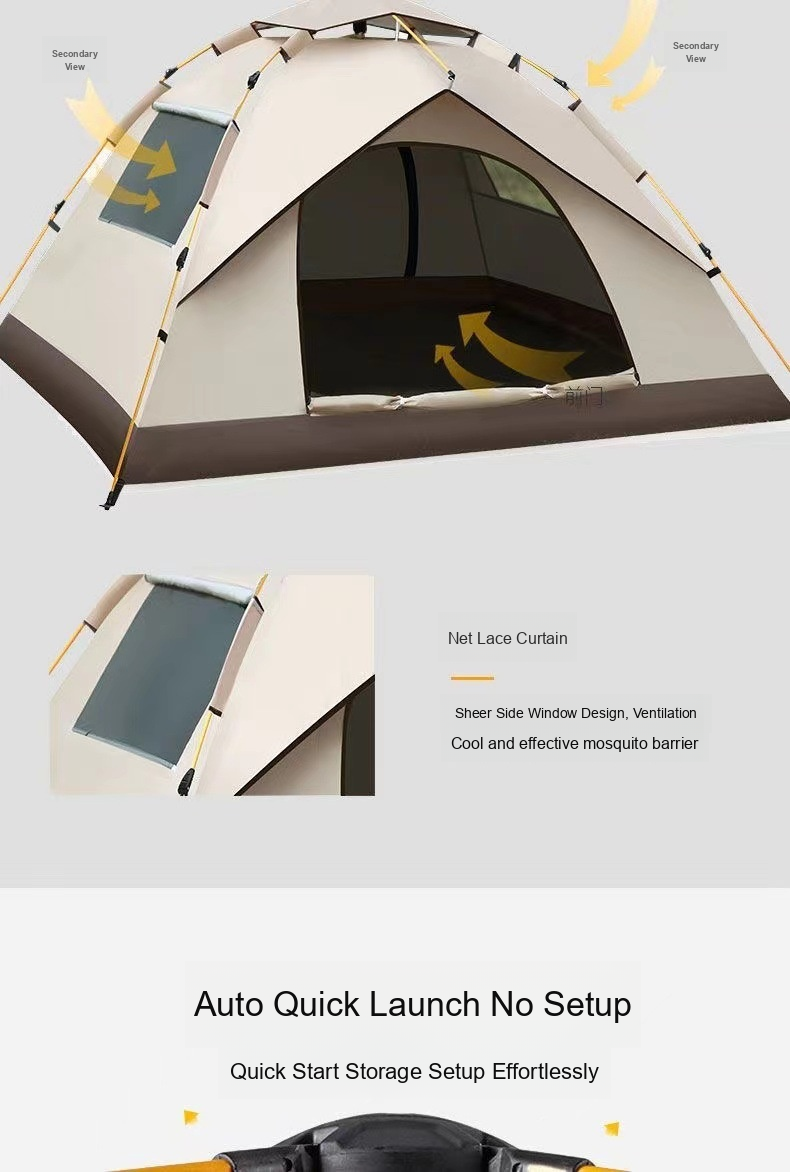 Secondary
View
Secondary
View
前门
Net Lace Curtain
Sheer Side Window Design, Ventilation
Cool and effective mosquito barrier
Auto Quick Launch No Setup
Quick Start Storage Setup Effortlessly